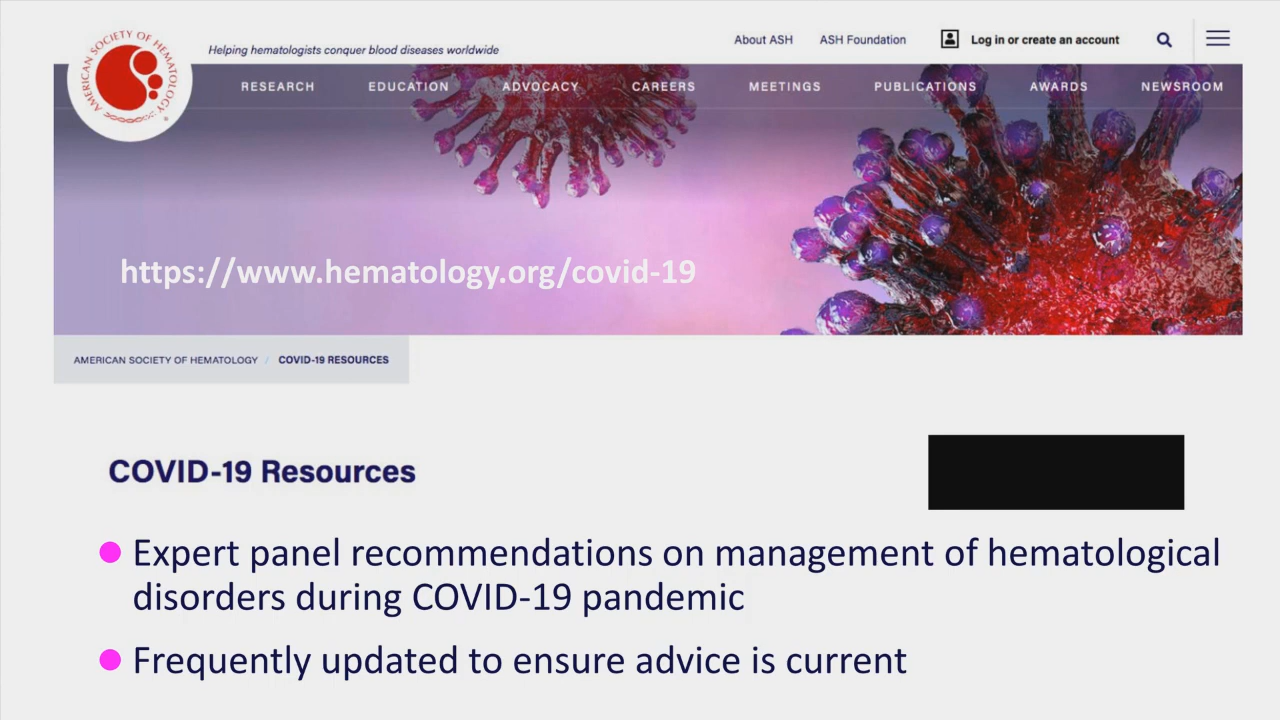 AMERICAN SOCIETY OF HEMATOLOGY
Helping hematologists conquer blood diseases worldwide
About ASH
ASH Foundation
Log in or create an account
RESEARCH
EDUCATION
ADVOCACY
CAREERS
MEETINGS
PUBLICATIONS
AWARDS
NEWSROOM
https://www.hematology.org/covid-19
AMERICAN SOCIETY OF HEMATOLOGY / COVID-19 RESOURCES
COVID-19 Resources
Expert panel recommendations on management of hematological
disorders during COVID-19 pandemic
Frequently updated to ensure advice is current